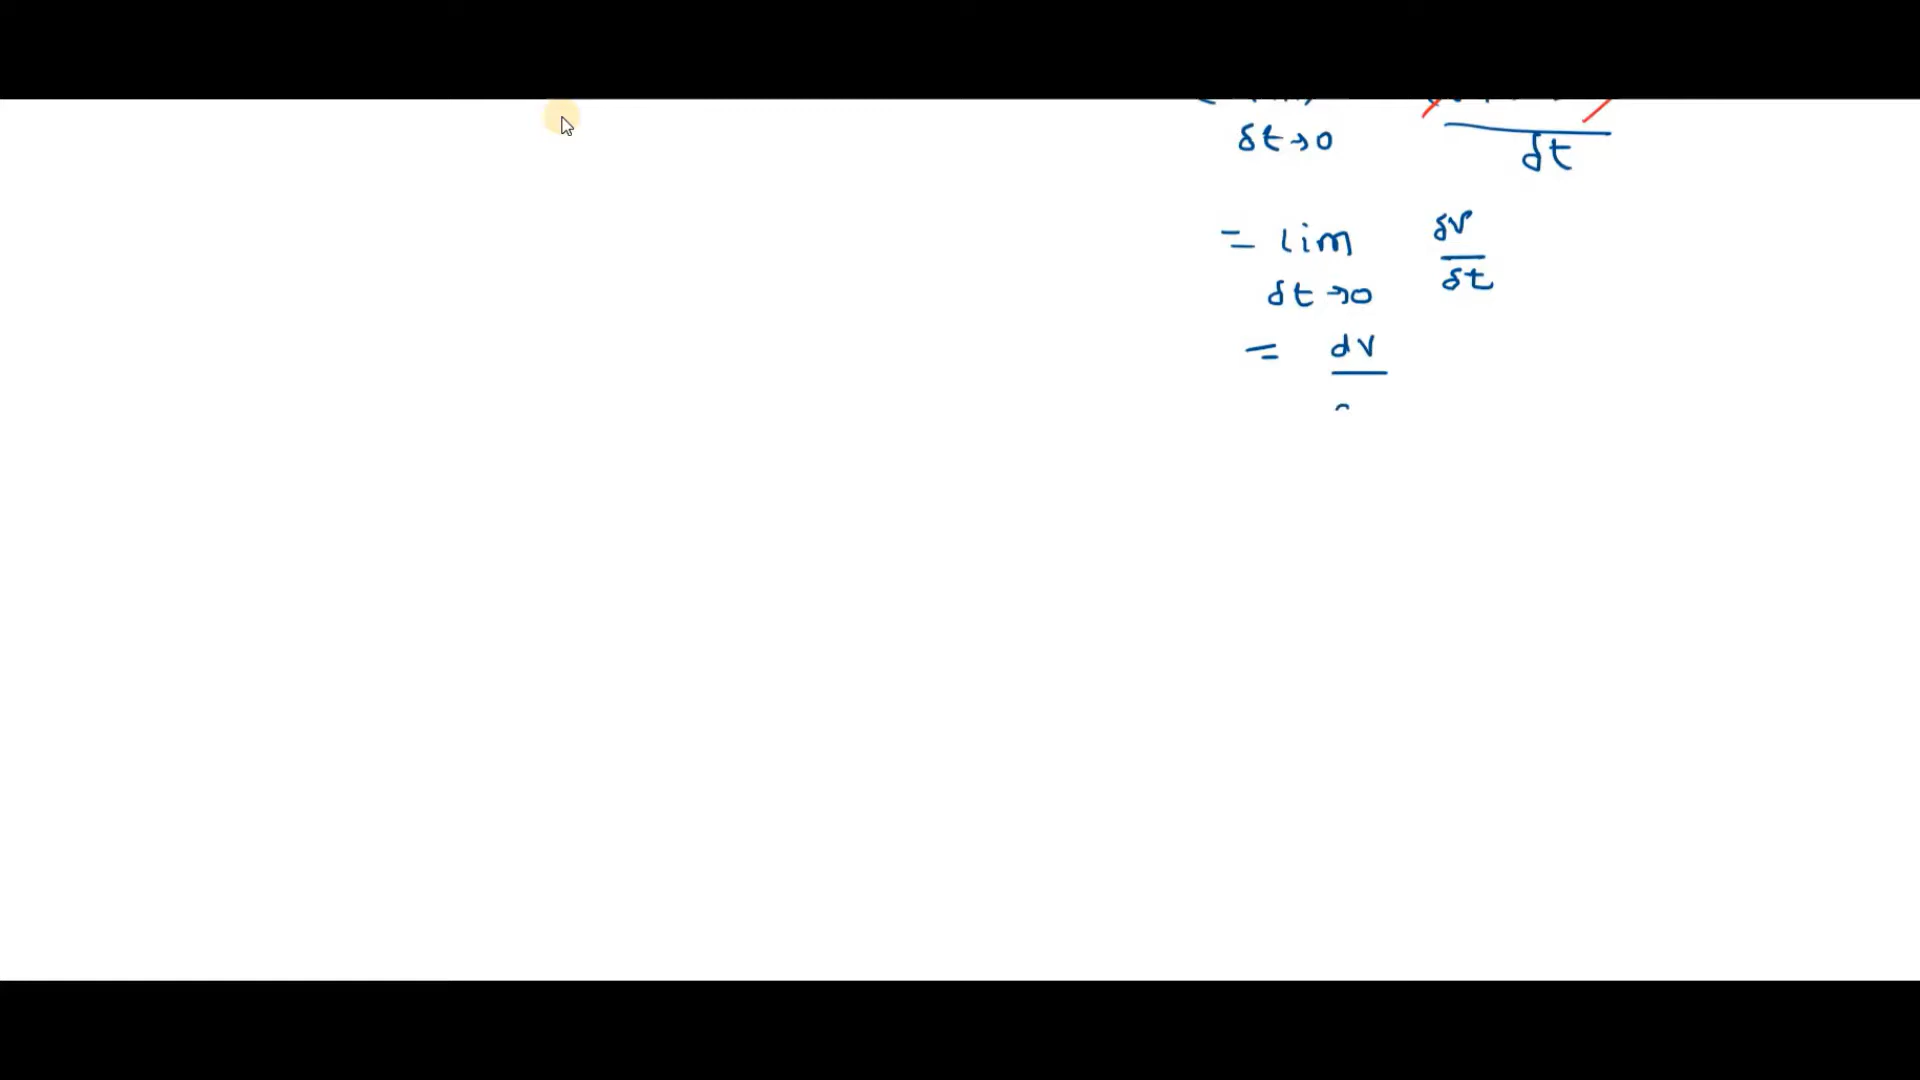 δt→0 δt
= lim δv/δt
δt→0
= dv